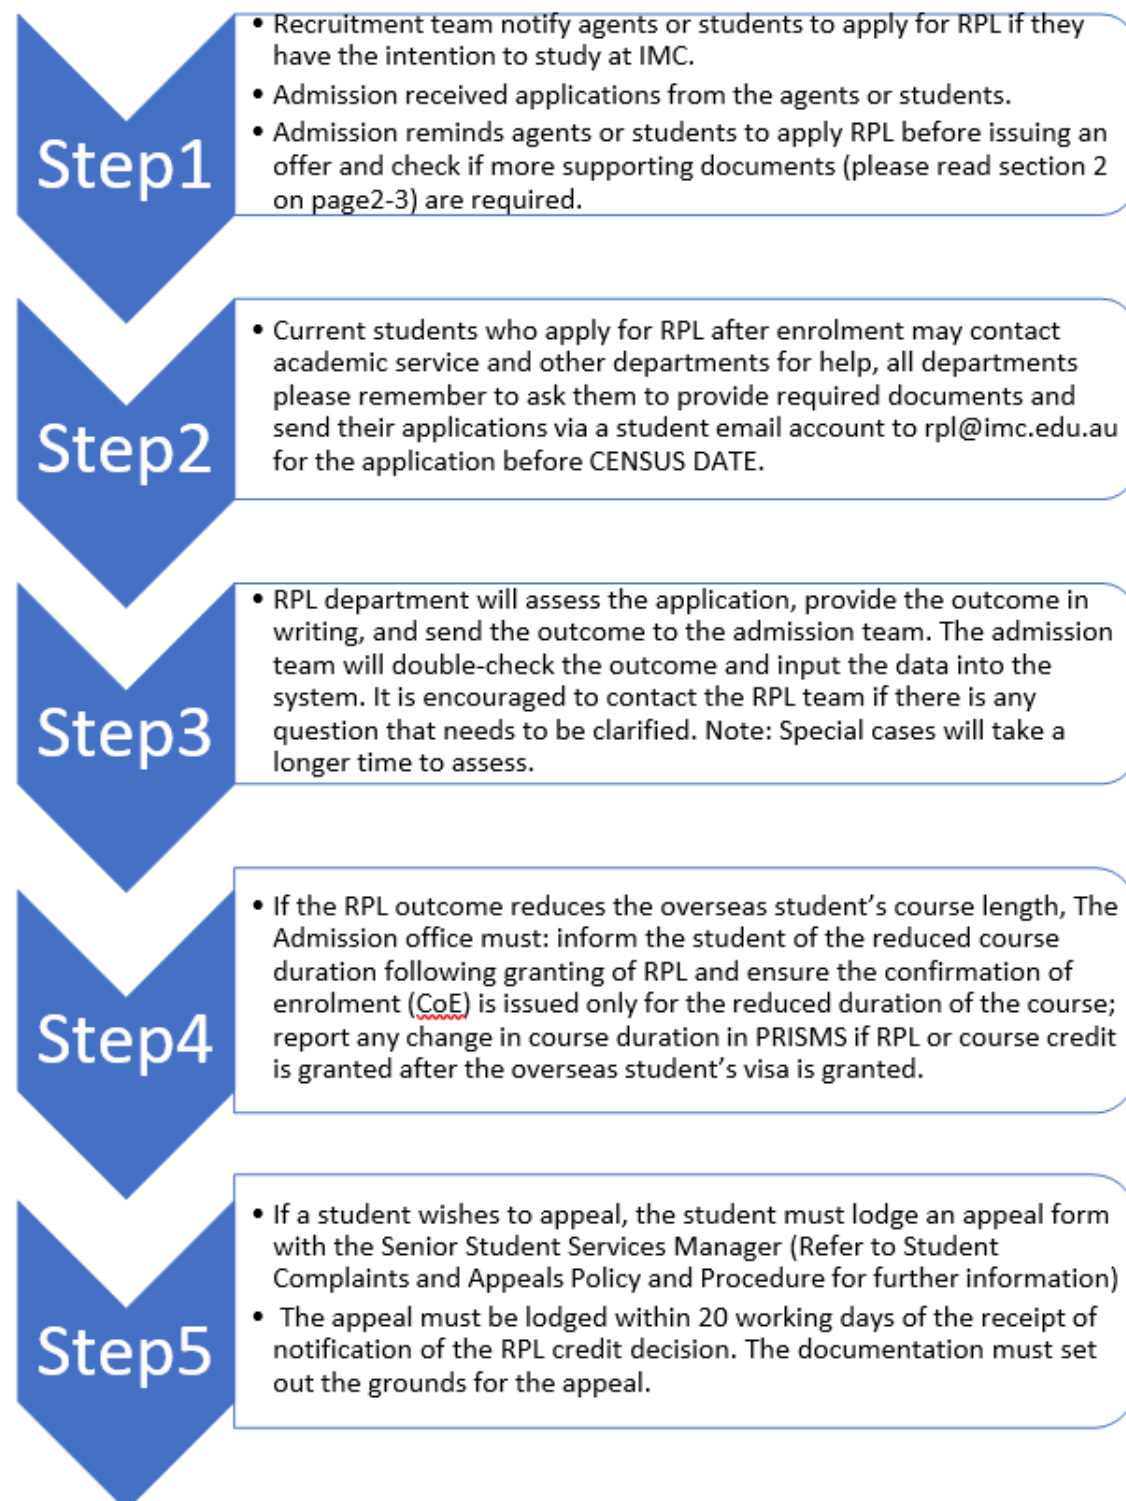 Step1
• Recruitment team notify agents or students to apply for RPL if they
have the intention to study at IMC.
• Admission received applications from the agents or students.
• Admission reminds agents or students to apply RPL before issuing an
offer and check if more supporting documents (please read section 2
on page2-3) are required.
Step2
• Current students who apply for RPL after enrolment may contact
academic service and other departments for help, all departments
please remember to ask them to provide required documents and
send their applications via a student email account to rpl@imc.edu.au
for the application before CENSUS DATE.
Step3
• RPL department will assess the application, provide the outcome in
writing, and send the outcome to the admission team. The admission
team will double-check the outcome and input the data into the
system. It is encouraged to contact the RPL team if there is any
question that needs to be clarified. Note: Special cases will take a
longer time to assess.
Step4
• If the RPL outcome reduces the overseas student’s course length, The
Admission office must: inform the student of the reduced course
duration following granting of RPL and ensure the confirmation of
enrolment (CoE) is issued only for the reduced duration of the course;
report any change in course duration in PRISMS if RPL or course credit
is granted after the overseas student’s visa is granted.
Step5
• If a student wishes to appeal, the student must lodge an appeal form
with the Senior Student Services Manager (Refer to Student
Complaints and Appeals Policy and Procedure for further information)
• The appeal must be lodged within 20 working days of the receipt of
notification of the RPL credit decision. The documentation must set
out the grounds for the appeal.